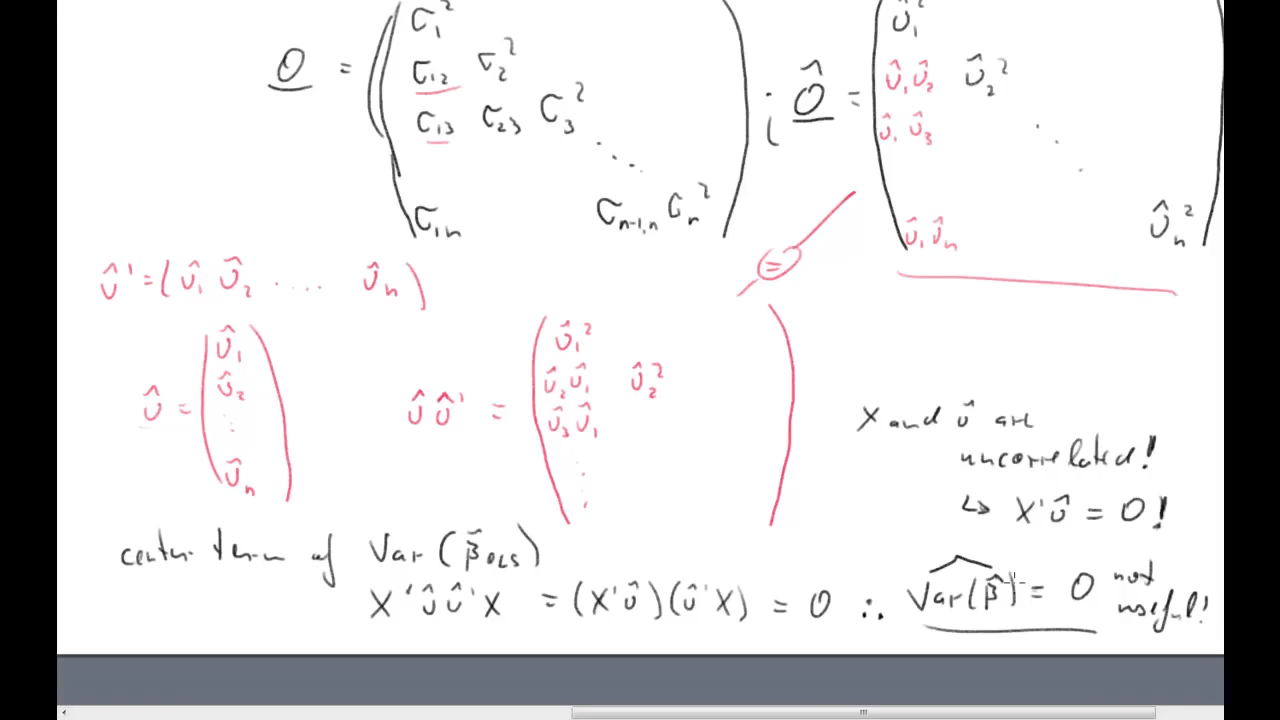 O = ( σ₁²
σ₁₂ σ₂²
σ₁₃ σ₂₃ σ₃²
⋱
σ₁ₙ σₙ₋₁,ₙ σₙ² ) ; Ô = ( û₁²
û₁û₂ û₂²
û₁û₃ ⋱
û₁ûₙ ûₙ² )
=
û' = (û₁ û₂ .... ûₙ)
û = ( û₁
û₂
⋮
ûₙ )
û û' = ( û₁²
û₂û₁ û₂²
û₃û₁
⋮ )
X and û are
uncorrelated!
↳ X'û = 0!
center term of Var(β̂OLS)
X'ûû'X = (X'û)(û'X) = 0 ∴ Var(β̂) = 0 not
useful!